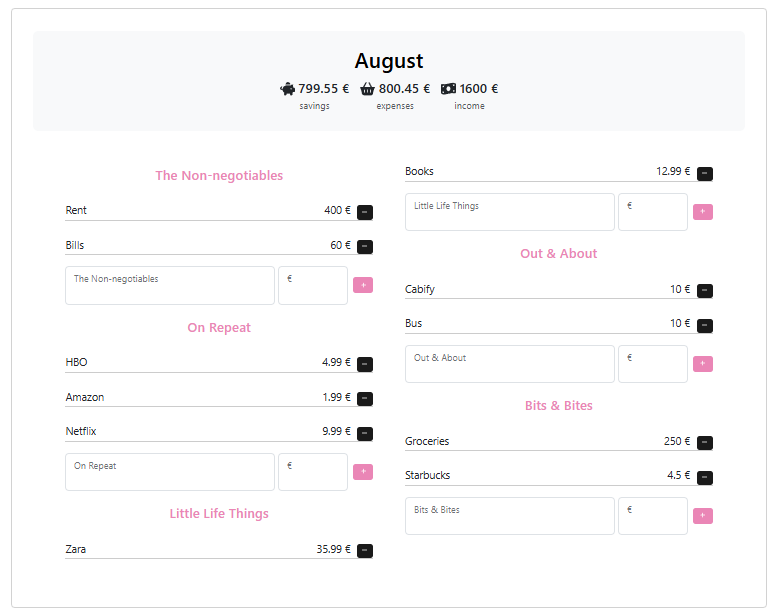 August
799.55 € 800.45 € 1600 €
savings expenses income
The Non-negotiables
Rent 400 € −
Bills 60 € −
The Non-negotiables € +
On Repeat
HBO 4.99 € −
Amazon 1.99 € −
Netflix 9.99 € −
On Repeat € +
Little Life Things
Zara 35.99 € −
Books 12.99 € −
Little Life Things € +
Out & About
Cabify 10 € −
Bus 10 € −
Out & About € +
Bits & Bites
Groceries 250 € −
Starbucks 4.5 € −
Bits & Bites € +